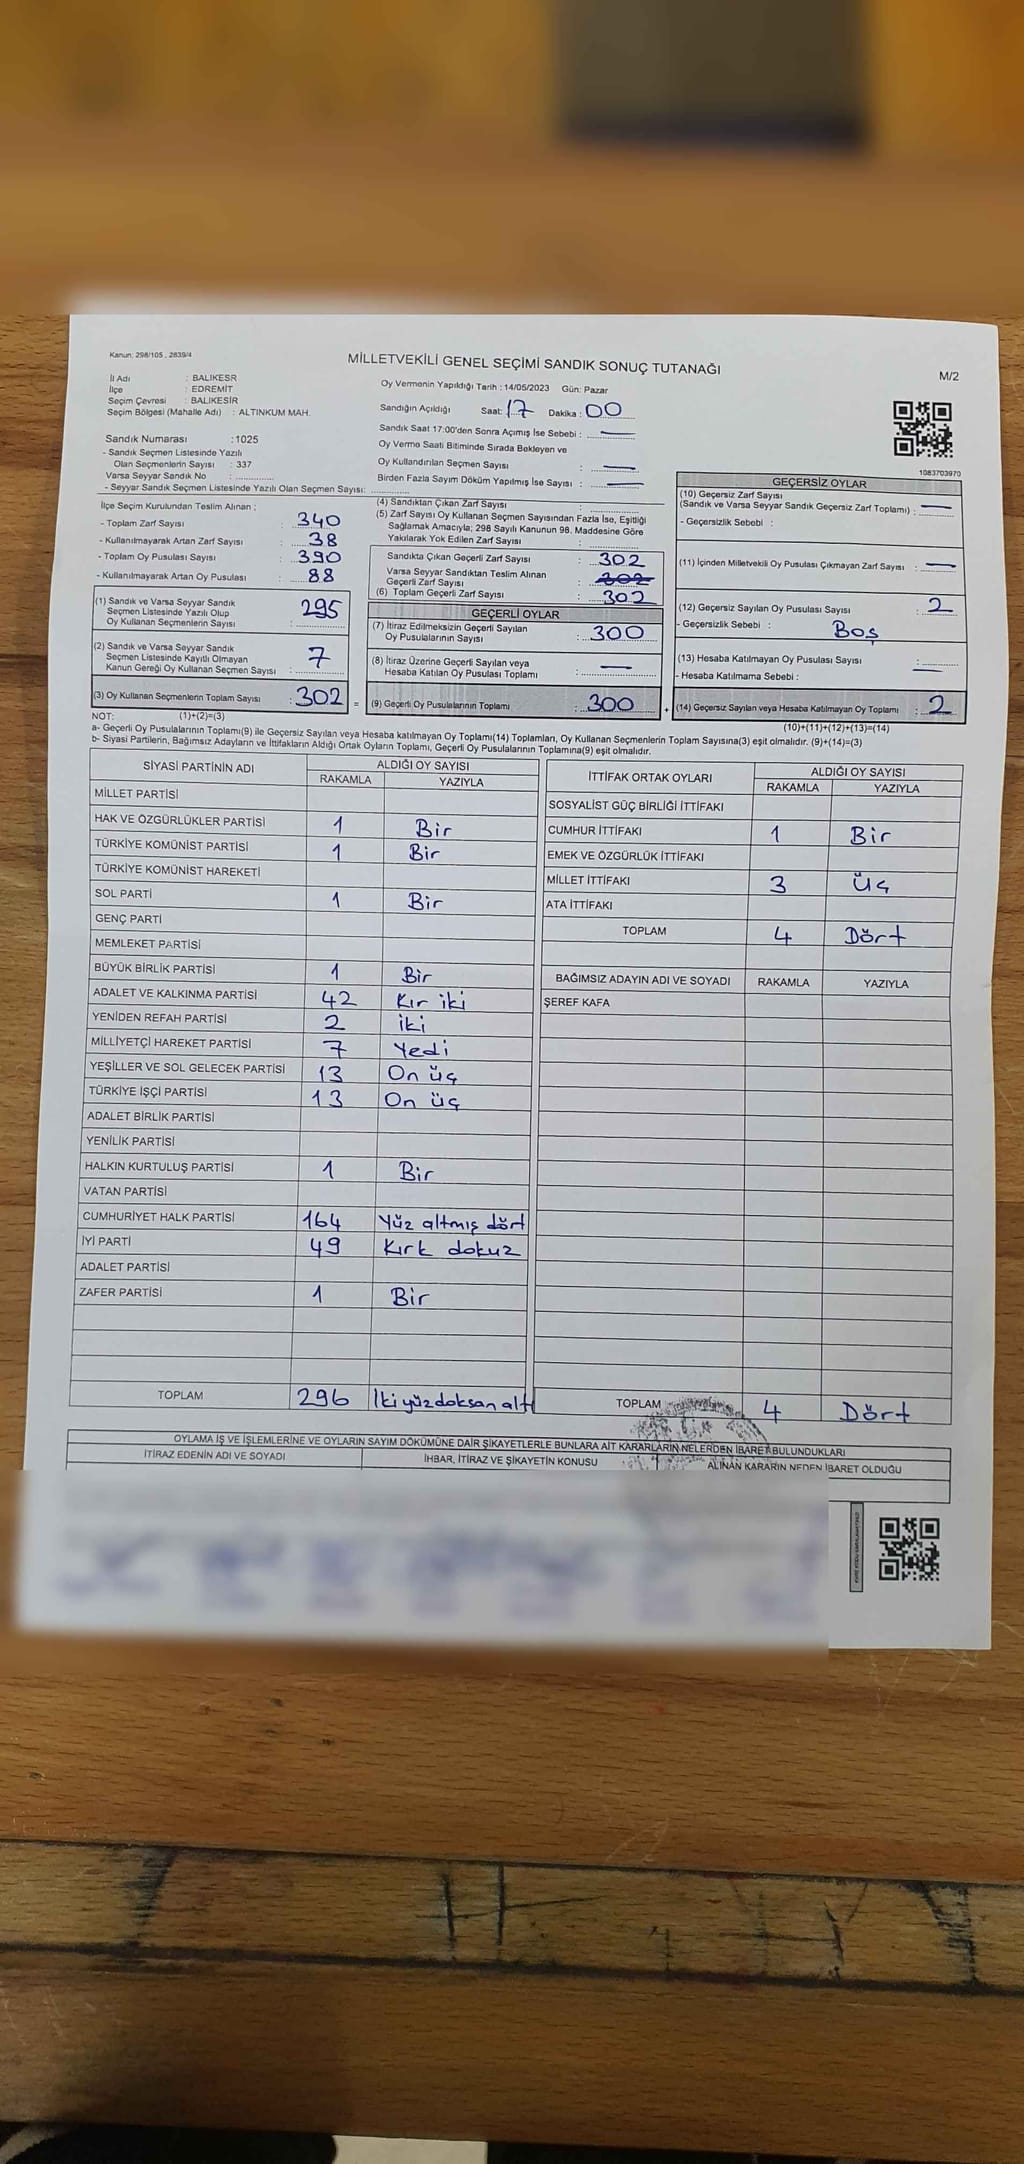 Kanun: 298/105 , 2839/4
MİLLETVEKİLİ GENEL SEÇİMİ SANDIK SONUÇ TUTANAĞI
M/2
İl Adı : BALIKESR
İlçe : EDREMİT
Seçim Çevresi : BALIKESİR
Seçim Bölgesi (Mahalle Adı) : ALTINKUM MAH.
Oy Vermenin Yapıldığı Tarih : 14/05/2023 Gün: Pazar
Sandığın Açıldığı Saat: 17 Dakika : 00
Sandık Saat 17:00'den Sonra Açımış İse Sebebi : —
Oy Verme Saati Bitiminde Sırada Bekleyen ve
Oy Kullandırılan Seçmen Sayısı : —
Birden Fazla Sayım Döküm Yapılmış İse Sayısı : —
Sandık Numarası : 1025
- Sandık Seçmen Listesinde Yazılı
Olan Seçmenlerin Sayısı : 337
Varsa Seyyar Sandık No :
- Seyyar Sandık Seçmen Listesinde Yazılı Olan Seçmen Sayısı:
1083703970
İlçe Seçim Kurulundan Teslim Alınan ;
- Toplam Zarf Sayısı : 340
- Kullanılmayarak Artan Zarf Sayısı : 38
- Toplam Oy Pusulası Sayısı : 390
- Kullanılmayarak Artan Oy Pusulası : 88
(1) Sandık ve Varsa Seyyar Sandık
Seçmen Listesinde Yazılı Olup
Oy Kullanan Seçmenlerin Sayısı : 295
(2) Sandık ve Varsa Seyyar Sandık
Seçmen Listesinde Kayıtlı Olmayan
Kanun Gereği Oy Kullanan Seçmen Sayısı : 7
(3) Oy Kullanan Seçmenlerin Toplam Sayısı : 302 =
(4) Sandıktan Çıkan Zarf Sayısı :
(5) Zarf Sayısı Oy Kullanan Seçmen Sayısından Fazla İse, Eşitliği
Sağlamak Amacıyla; 298 Sayılı Kanunun 98. Maddesine Göre
Yakılarak Yok Edilen Zarf Sayısı :
Sandıkta Çıkan Geçerli Zarf Sayısı : 302
Varsa Seyyar Sandıktan Teslim Alınan
Geçerli Zarf Sayısı : 302
(6) Toplam Geçerli Zarf Sayısı : 302
GEÇERLİ OYLAR
(7) İtiraz Edilmeksizin Geçerli Sayılan
Oy Pusulalarının Sayısı : 300
(8) İtiraz Üzerine Geçerli Sayılan veya
Hesaba Katılan Oy Pusulası Toplamı : —
(9) Geçerli Oy Pusulalarının Toplamı : 300 +
GEÇERSİZ OYLAR
(10) Geçersiz Zarf Sayısı
(Sandık ve Varsa Seyyar Sandık Geçersiz Zarf Toplamı) : —
- Geçersizlik Sebebi :
(11) İçinden Milletvekili Oy Pusulası Çıkmayan Zarf Sayısı : —
(12) Geçersiz Sayılan Oy Pusulası Sayısı : 2
- Geçersizlik Sebebi : Boş
(13) Hesaba Katılmayan Oy Pusulası Sayısı : —
- Hesaba Katılmama Sebebi :
(14) Geçersiz Sayılan veya Hesaba Katılmayan Oy Toplamı : 2
NOT: (1)+(2)=(3)
(10)+(11)+(12)+(13)=(14)
a- Geçerli Oy Pusulalarının Toplamı(9) ile Geçersiz Sayılan veya Hesaba katılmayan Oy Toplamı(14) Toplamları, Oy Kullanan Seçmenlerin Toplam Sayısına(3) eşit olmalıdır. (9)+(14)=(3)
b- Siyasi Partilerin, Bağımsız Adayların ve İttifakların Aldığı Ortak Oyların Toplamı, Geçerli Oy Pusulalarının Toplamına(9) eşit olmalıdır.
SİYASİ PARTİNİN ADI ALDIĞI OY SAYISI
RAKAMLA YAZIYLA
MİLLET PARTİSİ
HAK VE ÖZGÜRLÜKLER PARTİSİ 1 Bir
TÜRKİYE KOMÜNİST PARTİSİ 1 Bir
TÜRKİYE KOMÜNİST HAREKETİ
SOL PARTİ 1 Bir
GENÇ PARTİ
MEMLEKET PARTİSİ
BÜYÜK BİRLİK PARTİSİ 1 Bir
ADALET VE KALKINMA PARTİSİ 42 Kır iki
YENİDEN REFAH PARTİSİ 2 iki
MİLLİYETÇİ HAREKET PARTİSİ 7 Yedi
YEŞİLLER VE SOL GELECEK PARTİSİ 13 On üç
TÜRKİYE İŞÇİ PARTİSİ 13 On üç
ADALET BİRLİK PARTİSİ
YENİLİK PARTİSİ
HALKIN KURTULUŞ PARTİSİ 1 Bir
VATAN PARTİSİ
CUMHURİYET HALK PARTİSİ 164 Yüz altmış dört
İYİ PARTİ 49 Kırk dokuz
ADALET PARTİSİ
ZAFER PARTİSİ 1 Bir
TOPLAM 296 İkiyüzdoksan alt
İTTİFAK ORTAK OYLARI ALDIĞI OY SAYISI
RAKAMLA YAZIYLA
SOSYALİST GÜÇ BİRLİĞİ İTTİFAKI
CUMHUR İTTİFAKI 1 Bir
EMEK VE ÖZGÜRLÜK İTTİFAKI
MİLLET İTTİFAKI 3 Üç
ATA İTTİFAKI
TOPLAM 4 Dört
BAĞIMSIZ ADAYIN ADI VE SOYADI RAKAMLA YAZIYLA
ŞEREF KAFA
TOPLAM 4 Dört
OYLAMA İŞ VE İŞLEMLERİNE VE OYLARIN SAYIM DÖKÜMÜNE DAİR ŞİKAYETLERLE BUNLARA AİT KARARLARIN NELERDEN İBARET BULUNDUKLARI
İTİRAZ EDENİN ADI VE SOYADI İHBAR, İTİRAZ VE ŞİKAYETİN KONUSU ALINAN KARARIN NEDEN İBARET OLDUĞU